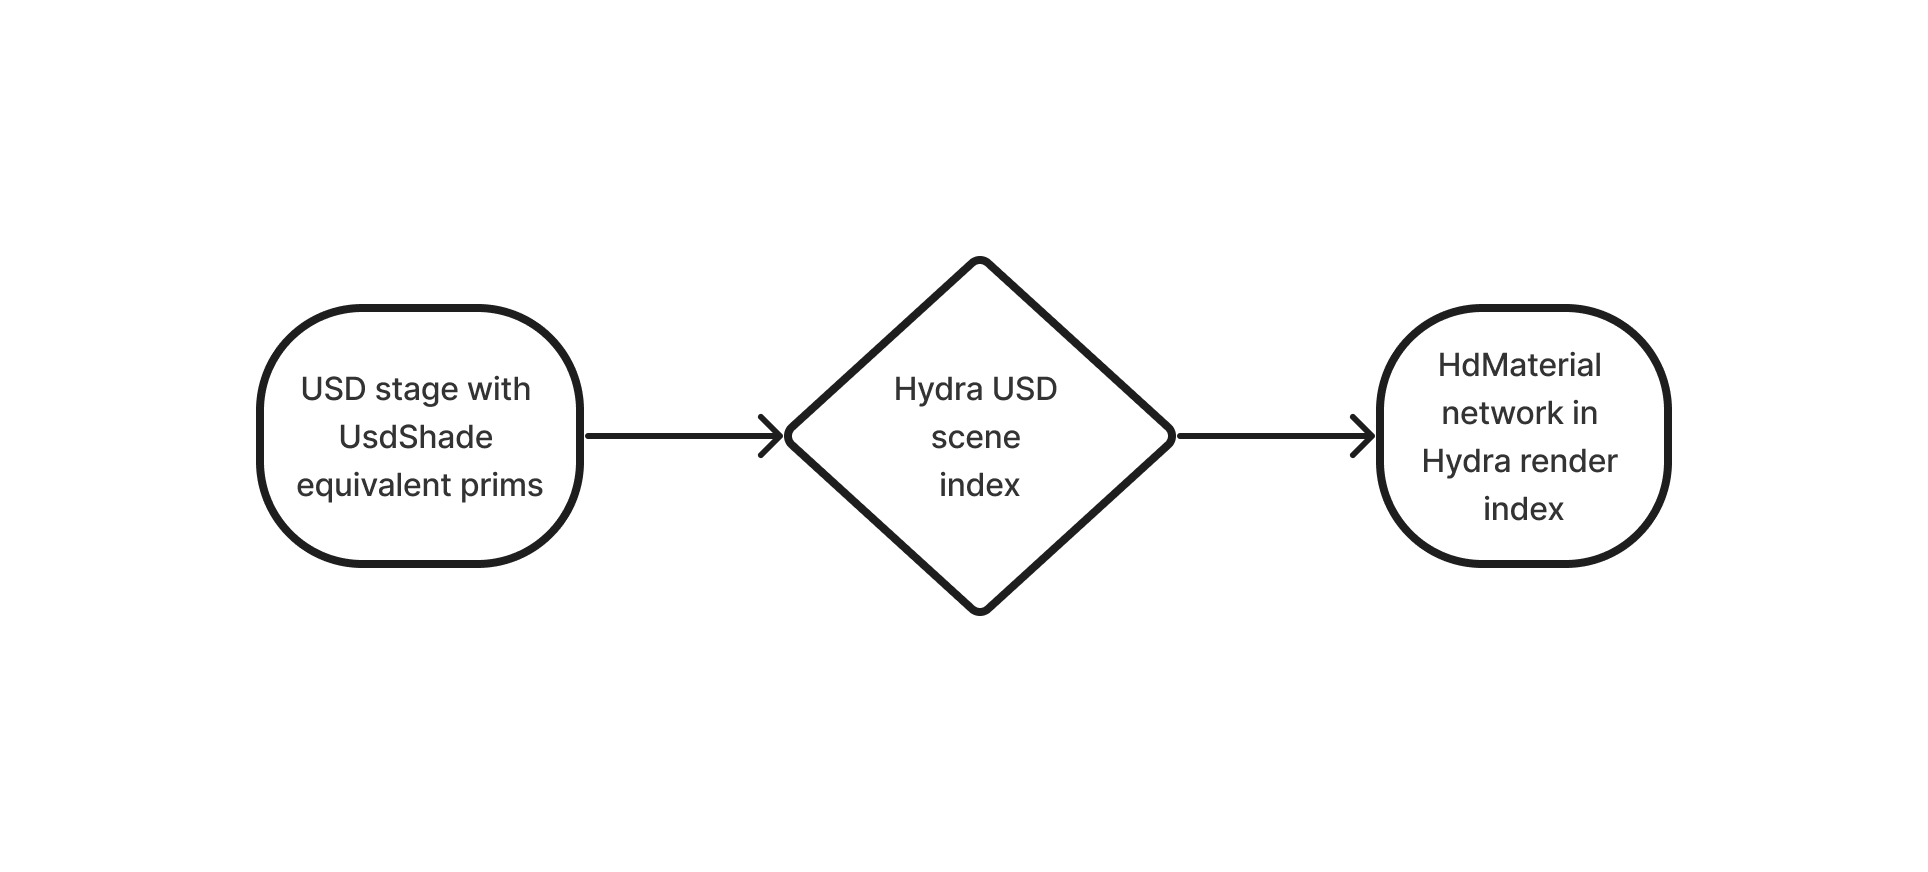 USD stage with
UsdShade
equivalent prims
Hydra USD
scene
index
HdMaterial
network in
Hydra render
index